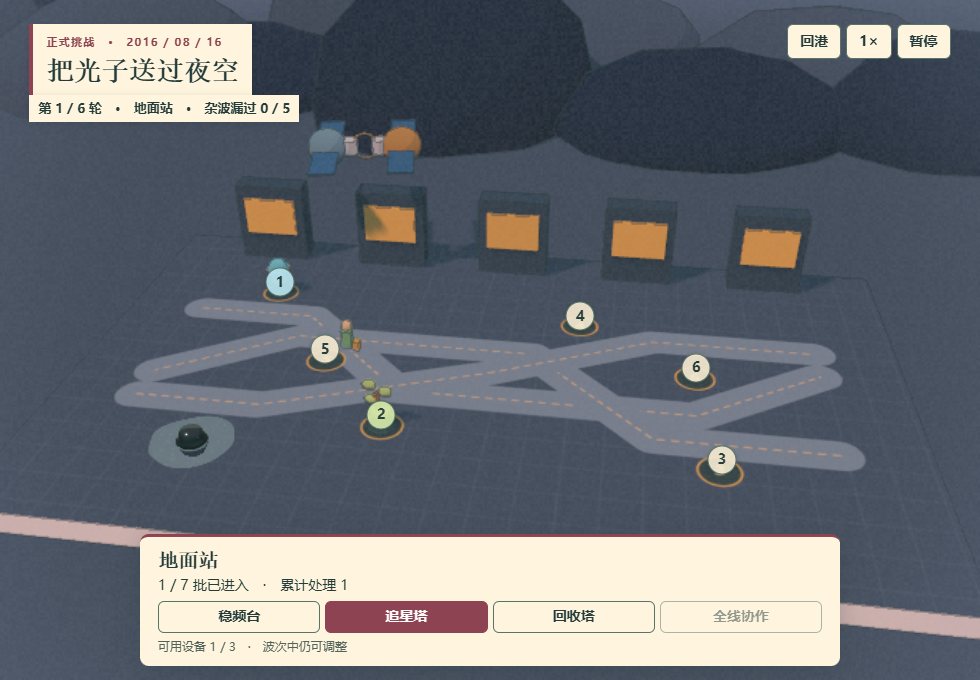 正式挑战 • 2016 / 08 / 16
把光子送过夜空
第 1 / 6 轮 • 地面站 • 杂波漏过 0 / 5
回港
1×
暂停
1
4
5
6
2
3
地面站
1 / 7 批已进入 · 累计处理 1
稳频台
追星塔
回收塔
全线协作
可用设备 1 / 3 · 波次中仍可调整